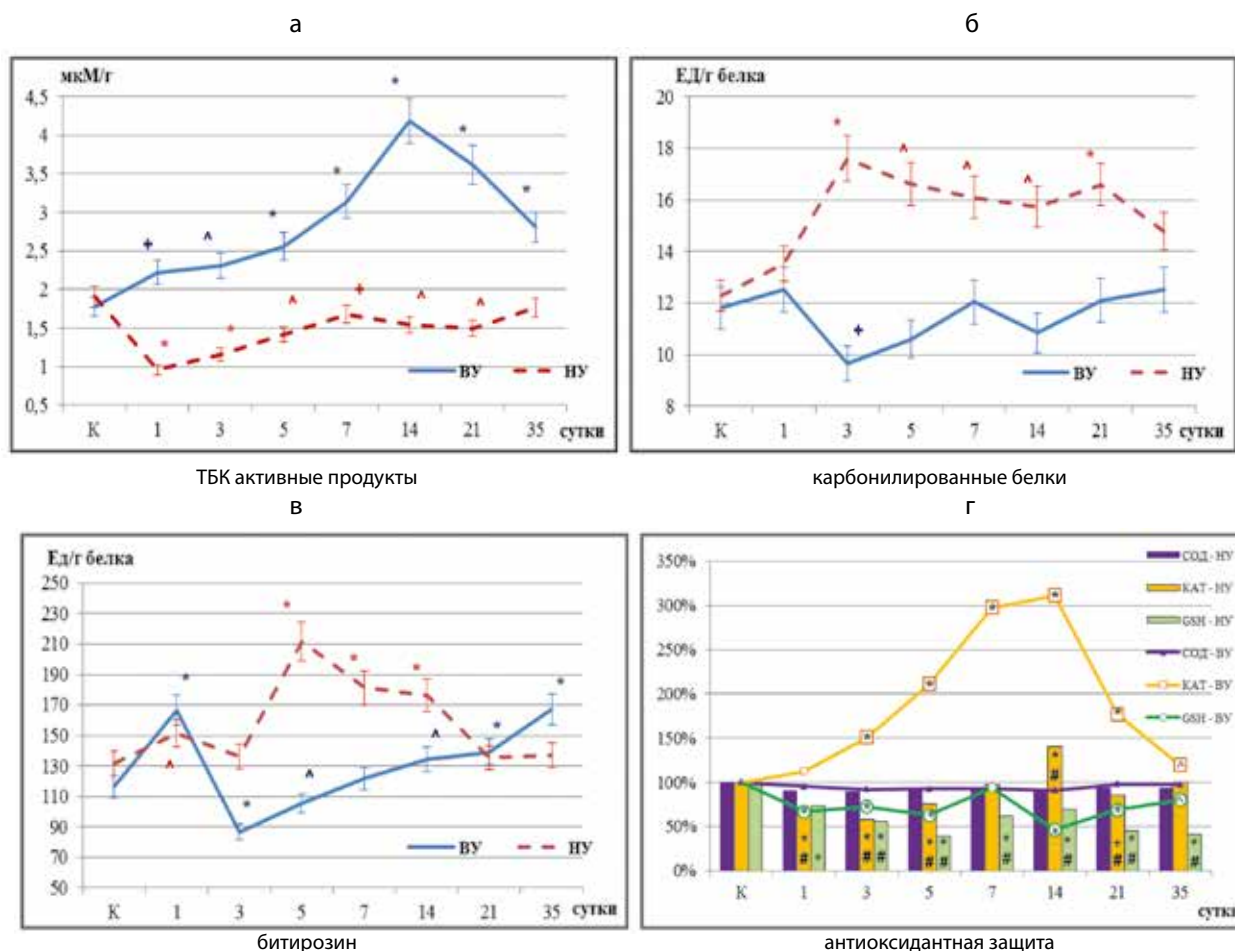 а
мкМ/г
4,5
4
3,5
3
2,5
2
1,5
1
0,5
* * * * * ^ + * * ^ + ^ ^
ВУ НУ
К 1 3 5 7 14 21 35 сутки
ТБК активные продукты
б
ЕД/г белка
20
18
16
14
12
10
8
* ^ ^ ^ * +
ВУ НУ
К 1 3 5 7 14 21 35 сутки
карбонилированные белки
в
Ед/г белка
250
230
210
190
170
150
130
110
90
70
50
* * * * * * * ^ ^ ^
ВУ НУ
К 1 3 5 7 14 21 35 сутки
битирозин
г
350%
300%
250%
200%
150%
100%
50%
0%
СОД - НУ
КАТ - НУ
GSH - НУ
СОД - ВУ
КАТ - ВУ
GSH - ВУ
К 1 3 5 7 14 21 35
сутки
антиоксидантная защита